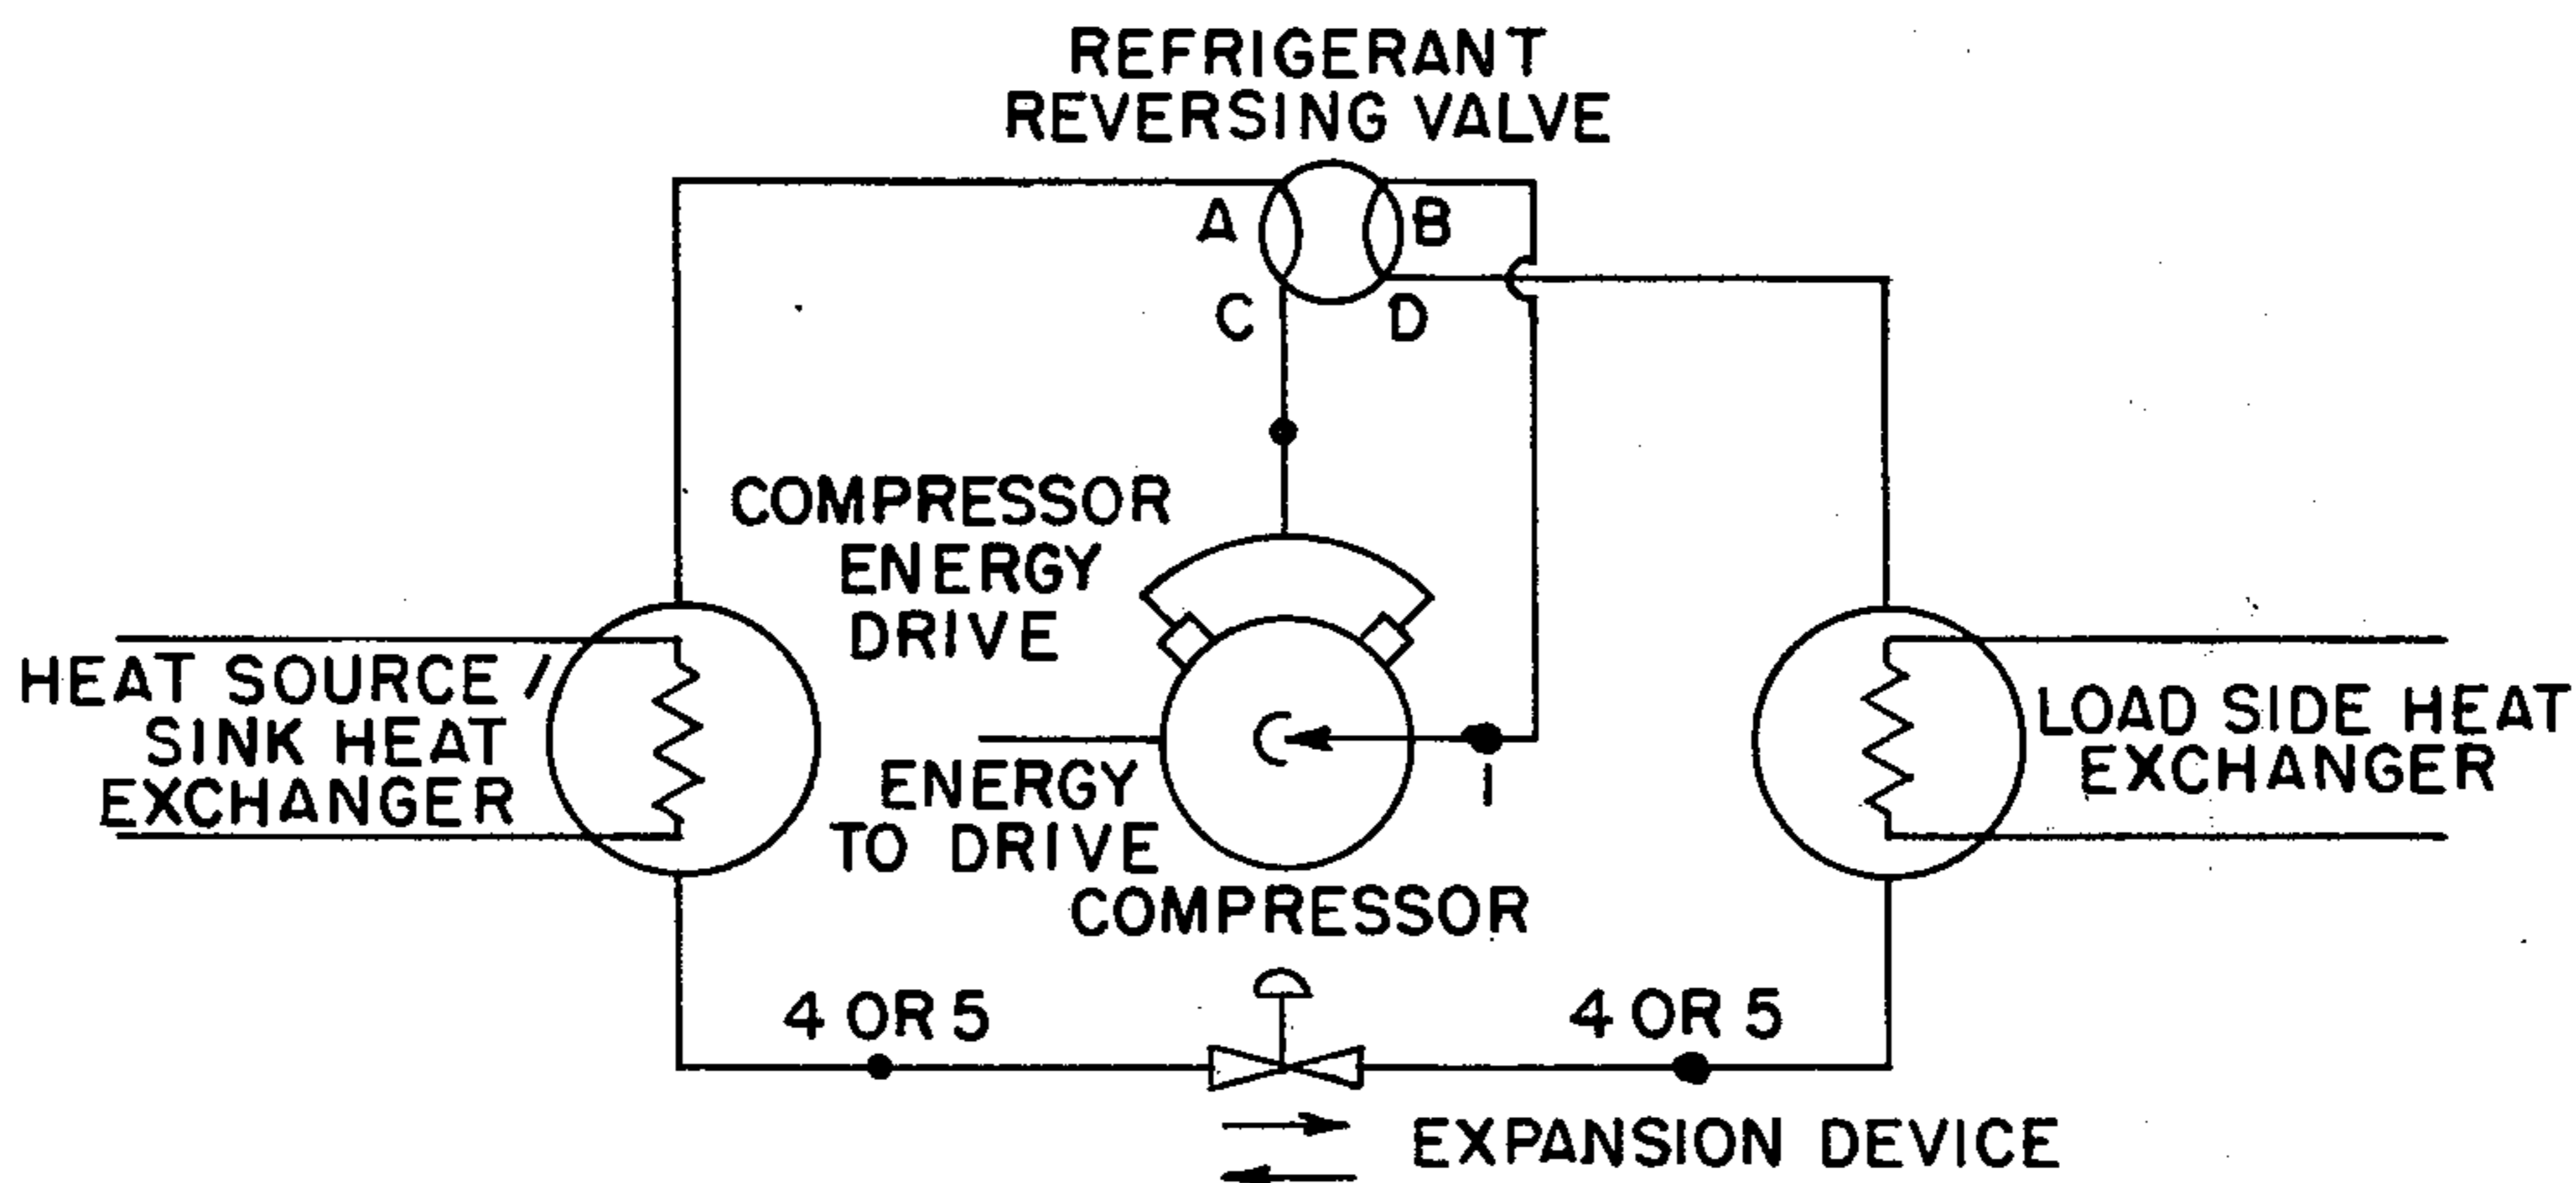 REFRIGERANT
REVERSING VALVE
A
B
C
D
COMPRESSOR
ENERGY
DRIVE
HEAT SOURCE /
SINK HEAT
EXCHANGER
ENERGY
TO DRIVE
COMPRESSOR
1
LOAD SIDE HEAT
EXCHANGER
4 OR 5
4 OR 5
EXPANSION DEVICE